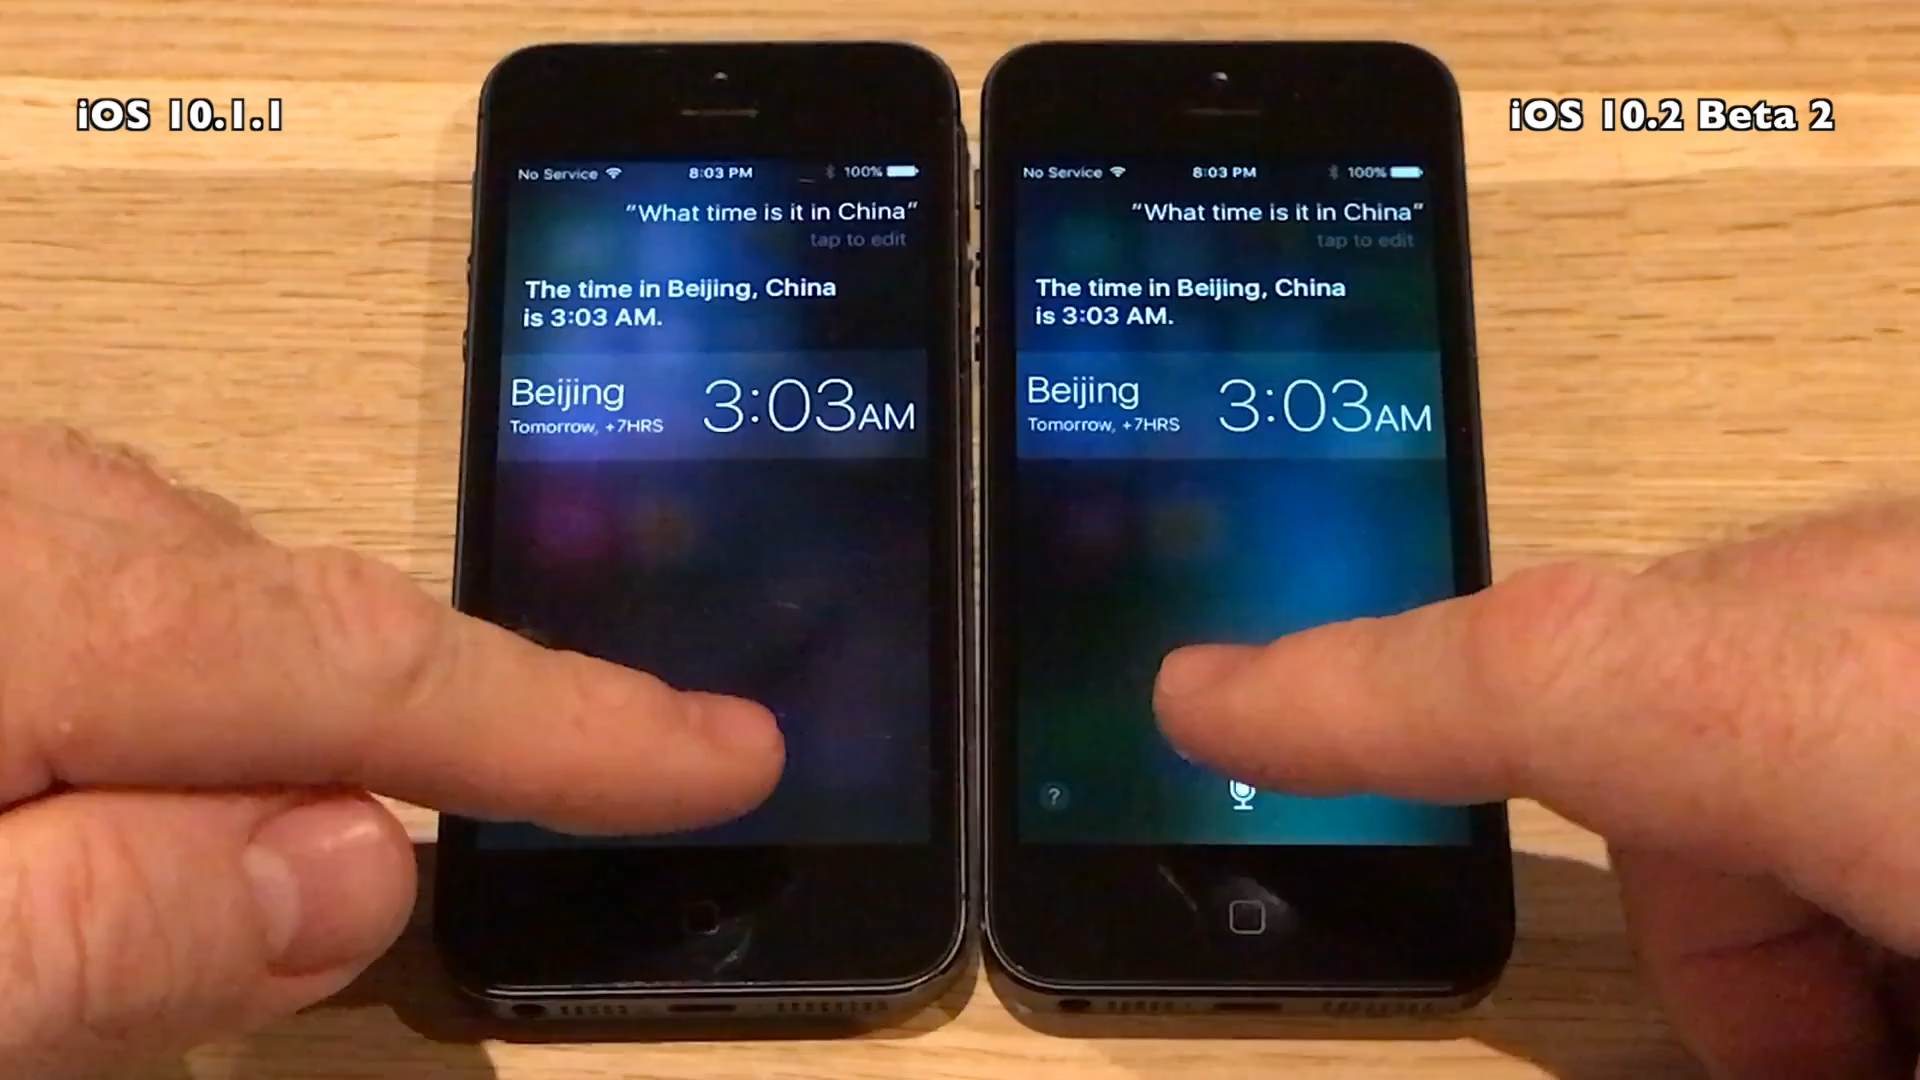 iOS 10.1.1
iOS 10.2 Beta 2
No Service 8:03 PM 100%
"What time is it in China"
tap to edit
The time in Beijing, China
is 3:03 AM.
Beijing
Tomorrow, +7HRS
3:03AM
No Service 8:03 PM 100%
"What time is it in China"
tap to edit
The time in Beijing, China
is 3:03 AM.
Beijing
Tomorrow, +7HRS
3:03AM
?